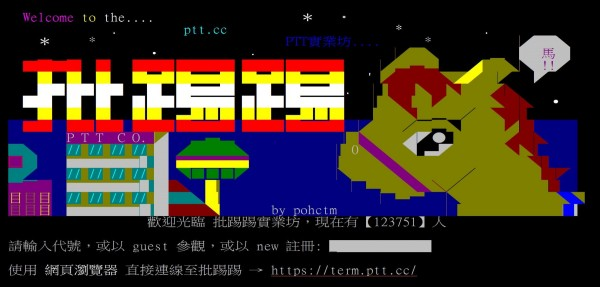 Welcome to the....
ptt.cc
PTT實業坊....
馬!!
批踢踢
PTT CO.
by pohctm
歡迎光臨 批踢踢實業坊,現在有【123751】人
請輸入代號,或以 guest 參觀,或以 new 註冊:
使用 網頁瀏覽器 直接連線至批踢踢 → https://term.ptt.cc/